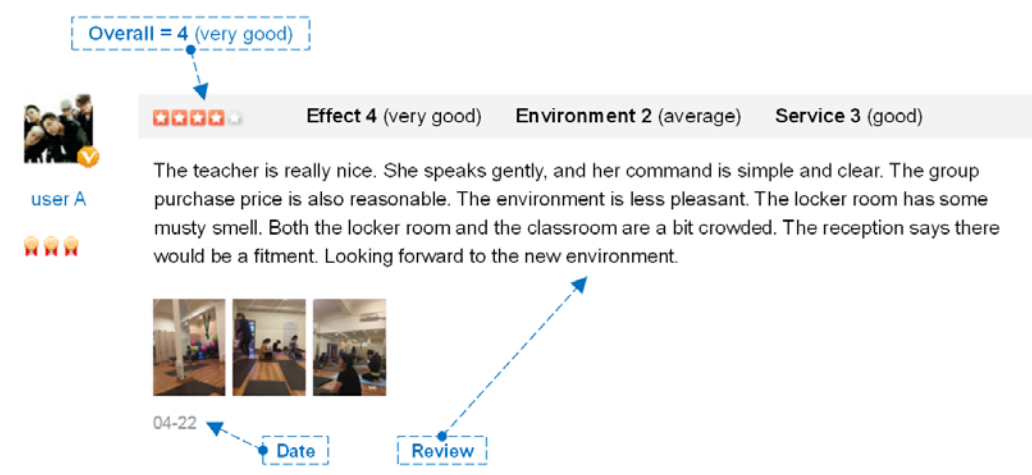 Overall = 4 (very good)
Effect 4 (very good) Environment 2 (average) Service 3 (good)
user A
The teacher is really nice. She speaks gently, and her command is simple and clear. The group
purchase price is also reasonable. The environment is less pleasant. The locker room has some
musty smell. Both the locker room and the classroom are a bit crowded. The reception says there
would be a fitment. Looking forward to the new environment.
04-22
Date
Review